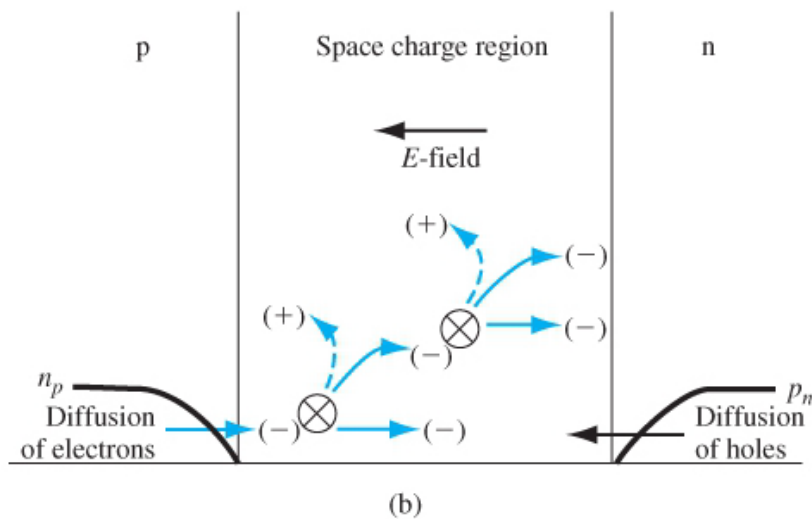 p
Space charge region
n
E-field
(+)
(−)
(−)
(+)
(−)
n_p
p_n
Diffusion
of electrons
(−)
(−)
Diffusion
of holes
(b)